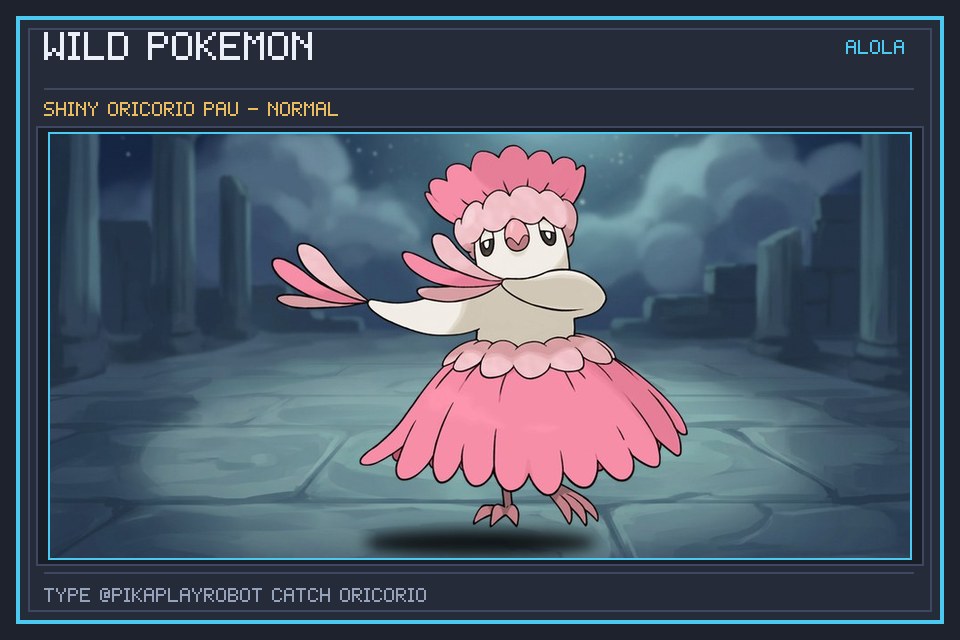 WILD POKEMON
ALOLA
SHINY ORICORIO PAU - NORMAL
TYPE @PIKAPLAYROBOT CATCH ORICORIO